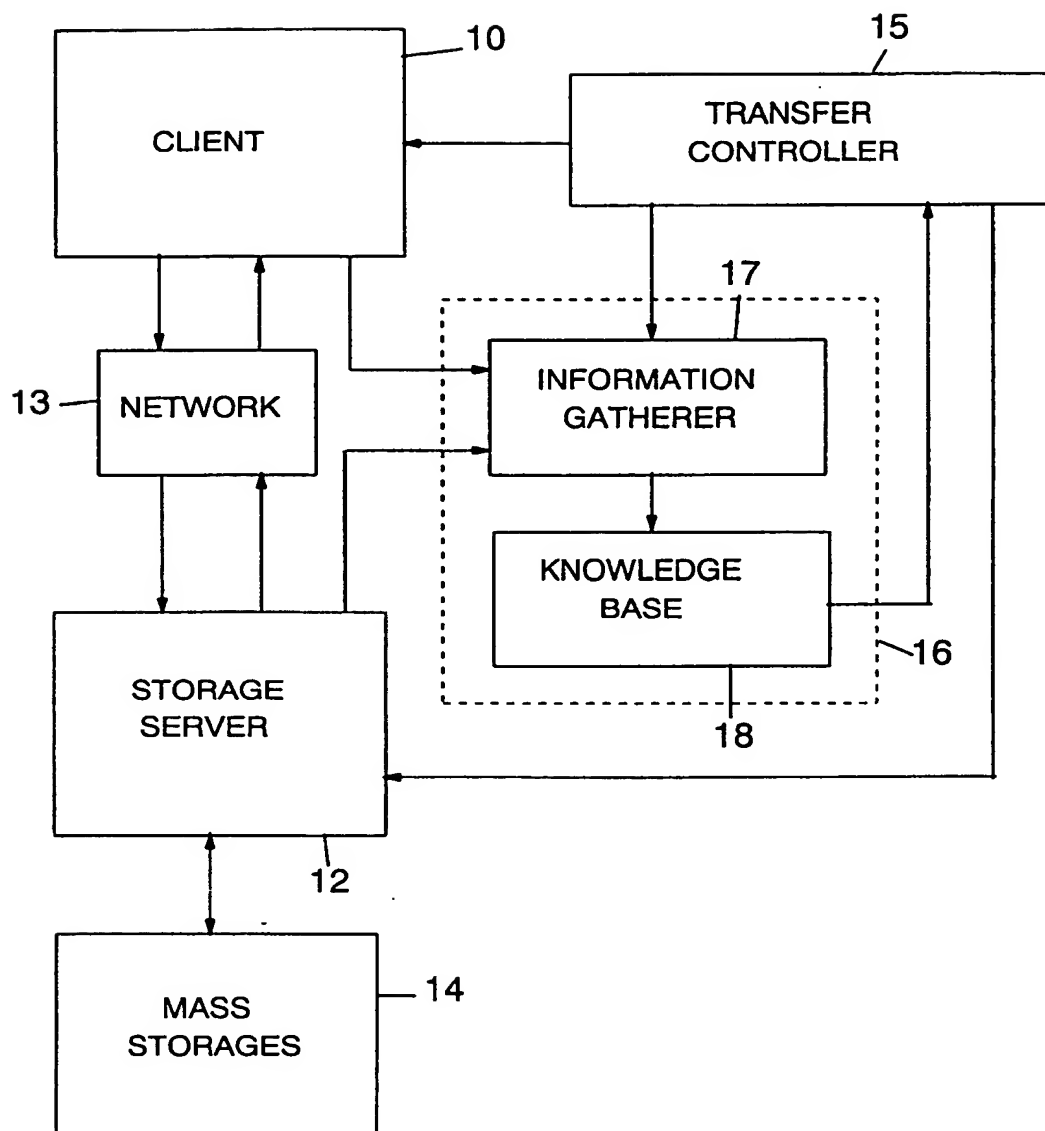 10
15
CLIENT
TRANSFER
CONTROLLER
17
13
NETWORK
INFORMATION
GATHERER
KNOWLEDGE
BASE
16
STORAGE
SERVER
18
12
14
MASS
STORAGES